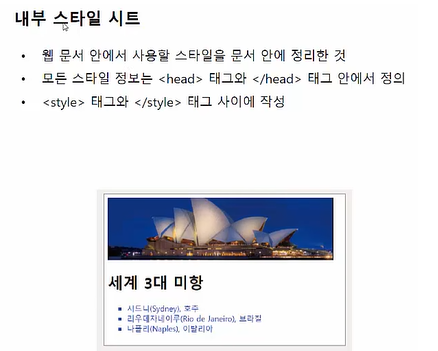 내부 스타일 시트
• 웹 문서 안에서 사용할 스타일을 문서 안에 정리한 것
• 모든 스타일 정보는 <head> 태그와 </head> 태그 안에서 정의
• <style> 태그와 </style> 태그 사이에 작성
세계 3대 미항
▪ 시드니(Sydney), 호주
▪ 리우데자네이루(Rio de Janeiro), 브라질
▪ 나폴리(Naples), 이탈리아